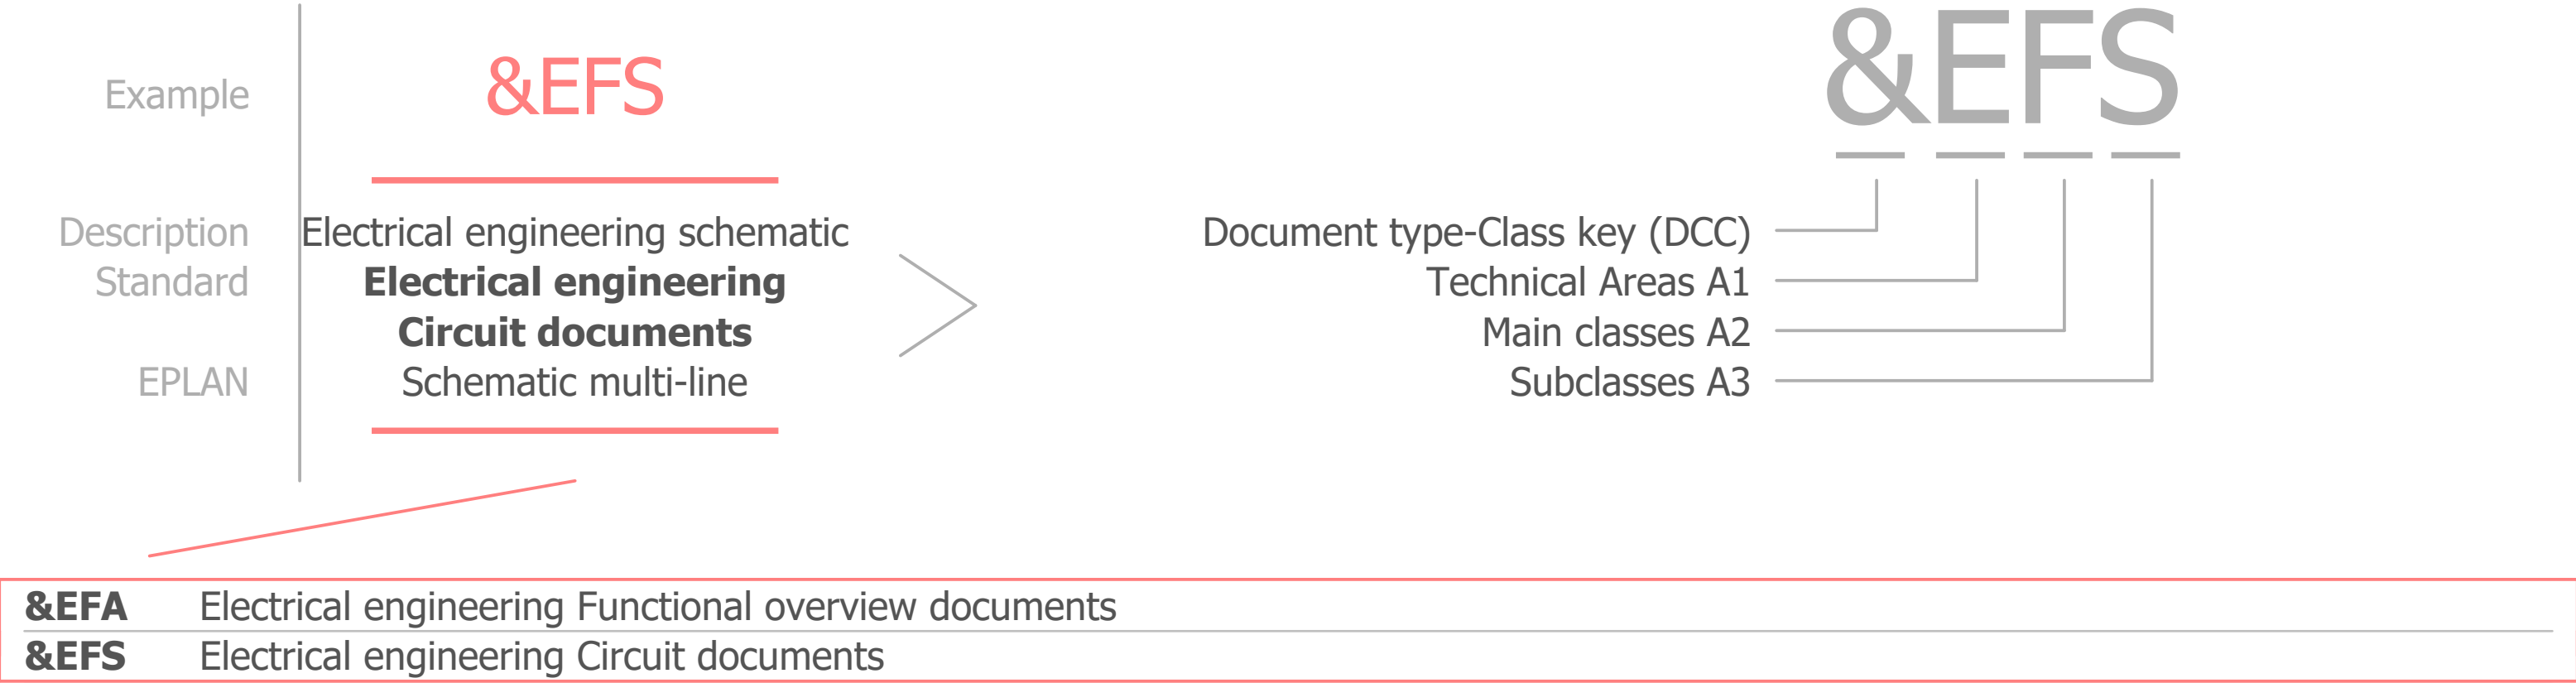 Example
&EFS
&EFS
Description
Electrical engineering schematic
Document type-Class key (DCC)
Standard
Electrical engineering
Technical Areas A1
Circuit documents
Main classes A2
EPLAN
Schematic multi-line
Subclasses A3
&EFA Electrical engineering Functional overview documents
&EFS Electrical engineering Circuit documents